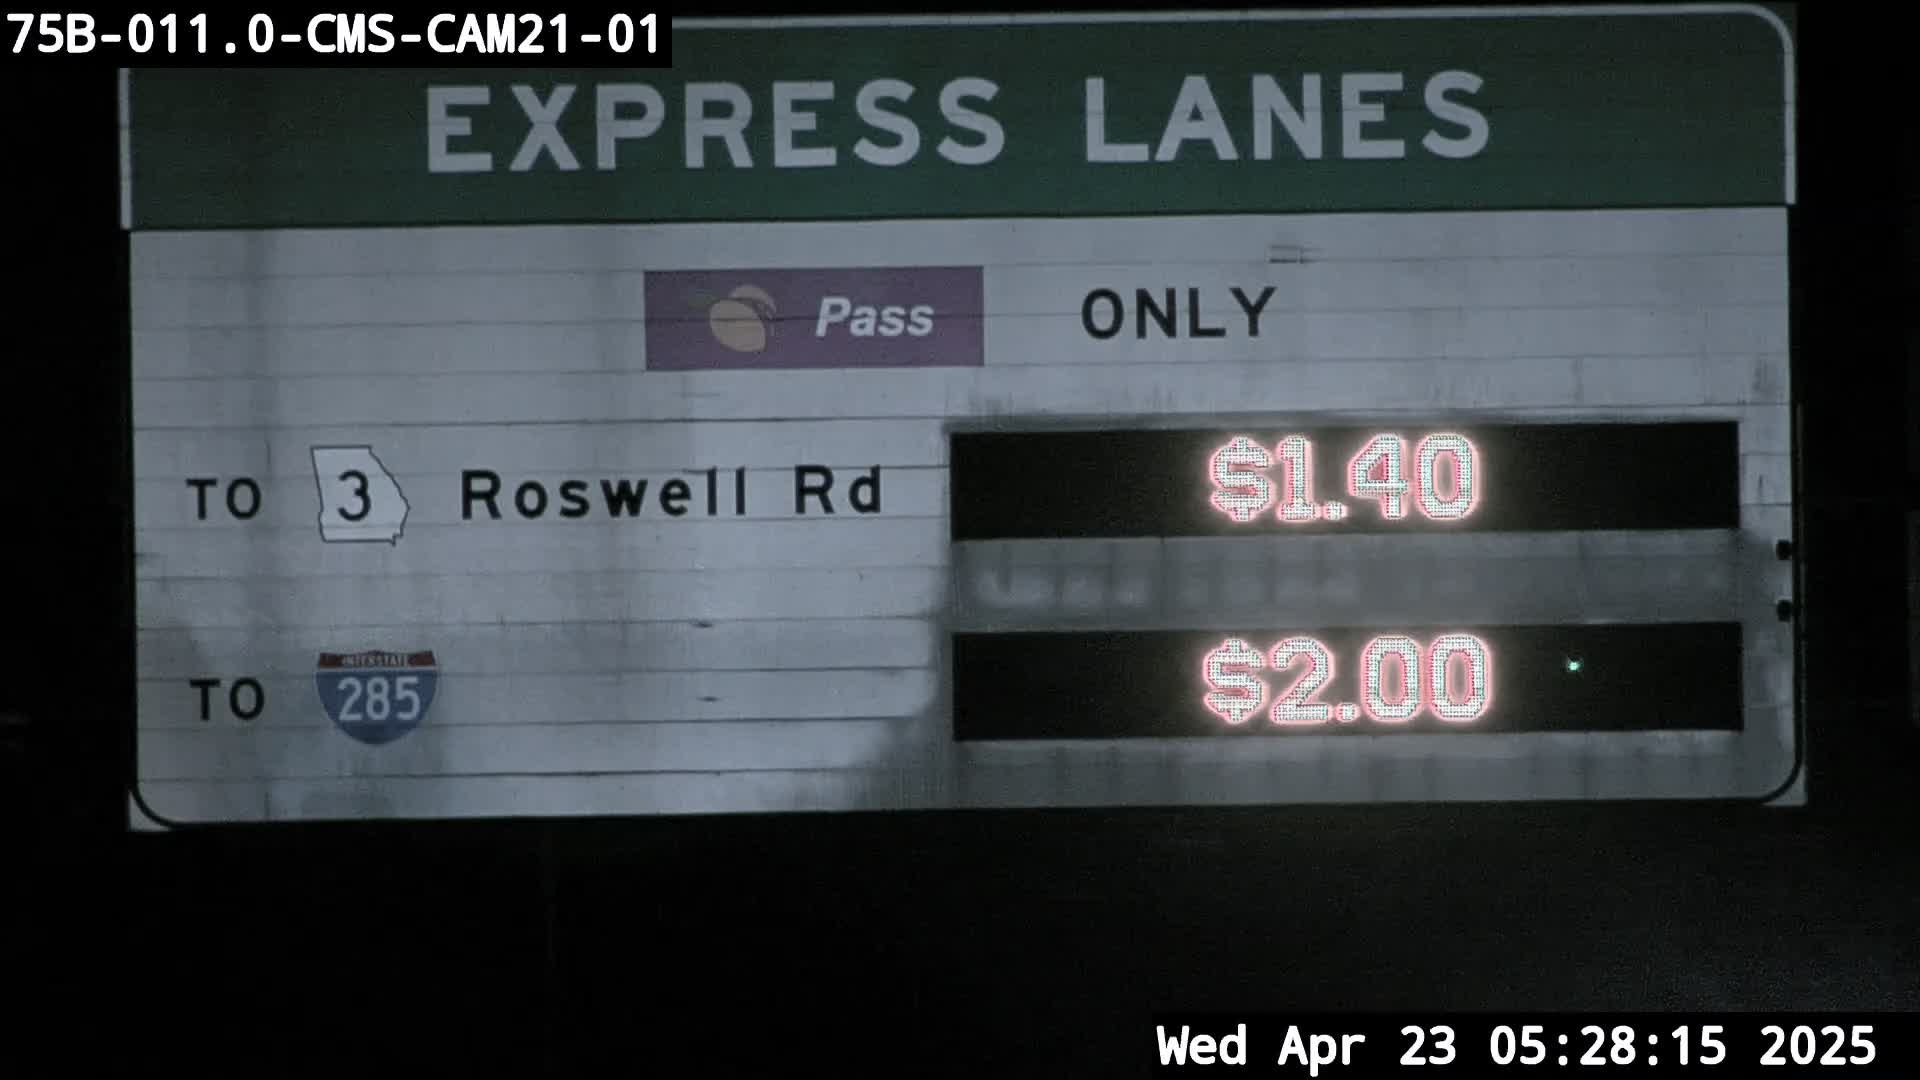 75B-011.0-CMS-CAM21-01
EXPRESS LANES
Pass ONLY
TO 3 Roswell Rd $1.40
TO INTERSTATE 285 $2.00
Wed Apr 23 05:28:15 2025